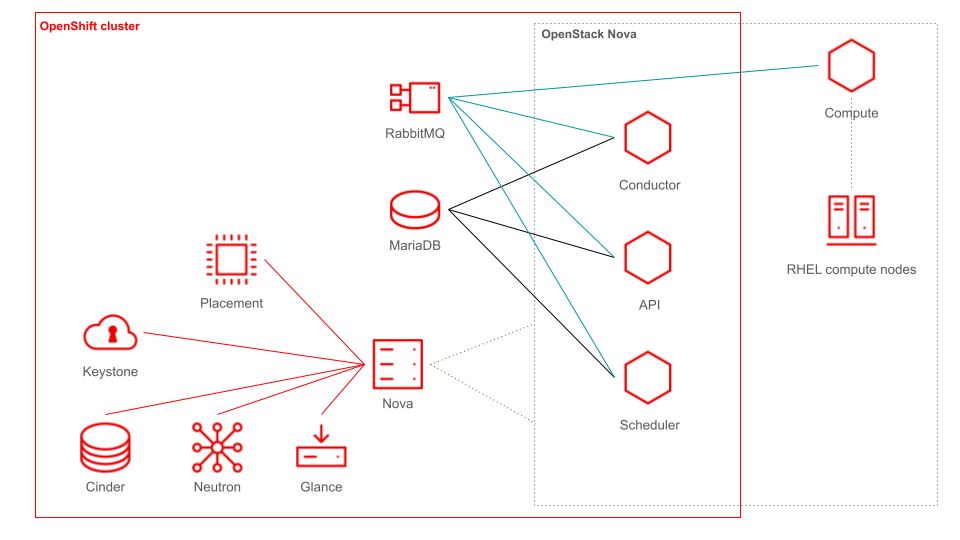 OpenShift cluster
OpenStack Nova
Compute
RabbitMQ
Conductor
MariaDB
RHEL compute nodes
Placement
API
Keystone
Nova
Scheduler
Cinder
Neutron
Glance